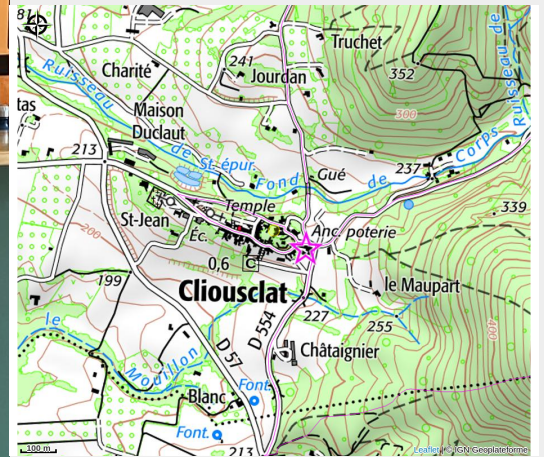 81
Truchet
Charité
241
Jourdan
352
Ruisseau
Ruisseau de
300
tas
Maison
Duclaut
213
de St-épur.
Fond
Gué
de
237
Corps
Temple
339
St-Jean
Éc.
Anc. poterie
200
0.6
C
199
Cliousclat
le Maupart
227
255
400
le
Mouillon
D 57
D 554
Châtaignier
Blanc
Font.
Font.
213
100 m
Leaflet | © IGN Geoplateforme